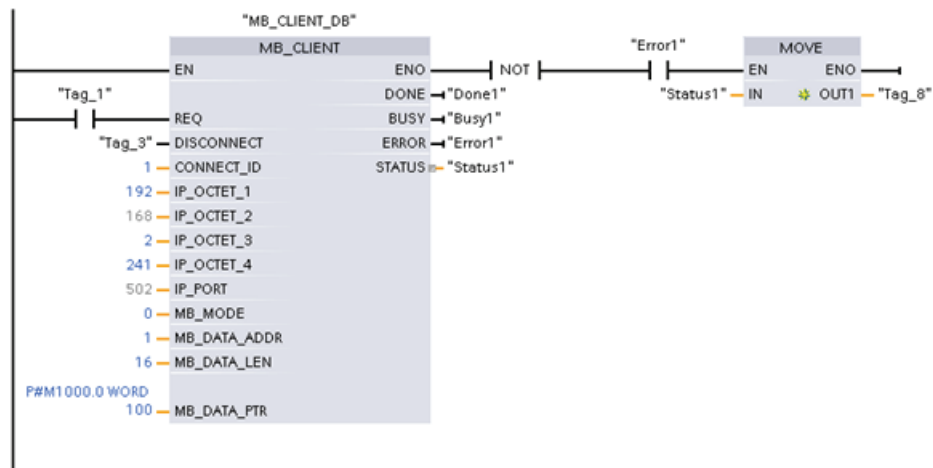 "MB_CLIENT_DB"
MB_CLIENT
"Error1"
MOVE
EN
ENO
NOT
EN
ENO
"Tag_1"
DONE
"Done1"
"Status1"
IN
OUT1
"Tag_8"
REQ
BUSY
"Busy1"
"Tag_3"
DISCONNECT
ERROR
"Error1"
1
CONNECT_ID
STATUS
"Status1"
192
IP_OCTET_1
168
IP_OCTET_2
2
IP_OCTET_3
241
IP_OCTET_4
502
IP_PORT
0
MB_MODE
1
MB_DATA_ADDR
16
MB_DATA_LEN
P#M1000.0 WORD
100
MB_DATA_PTR